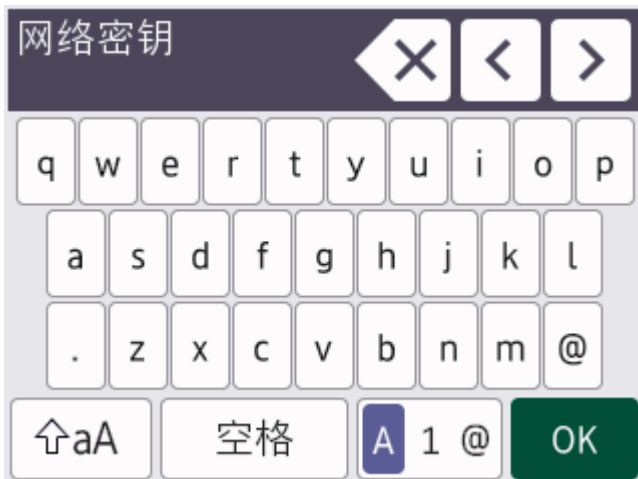 网络密钥
q w e r t y u i o p
a s d f g h j k l
. z x c v b n m @
aA 空格 A 1 @ OK